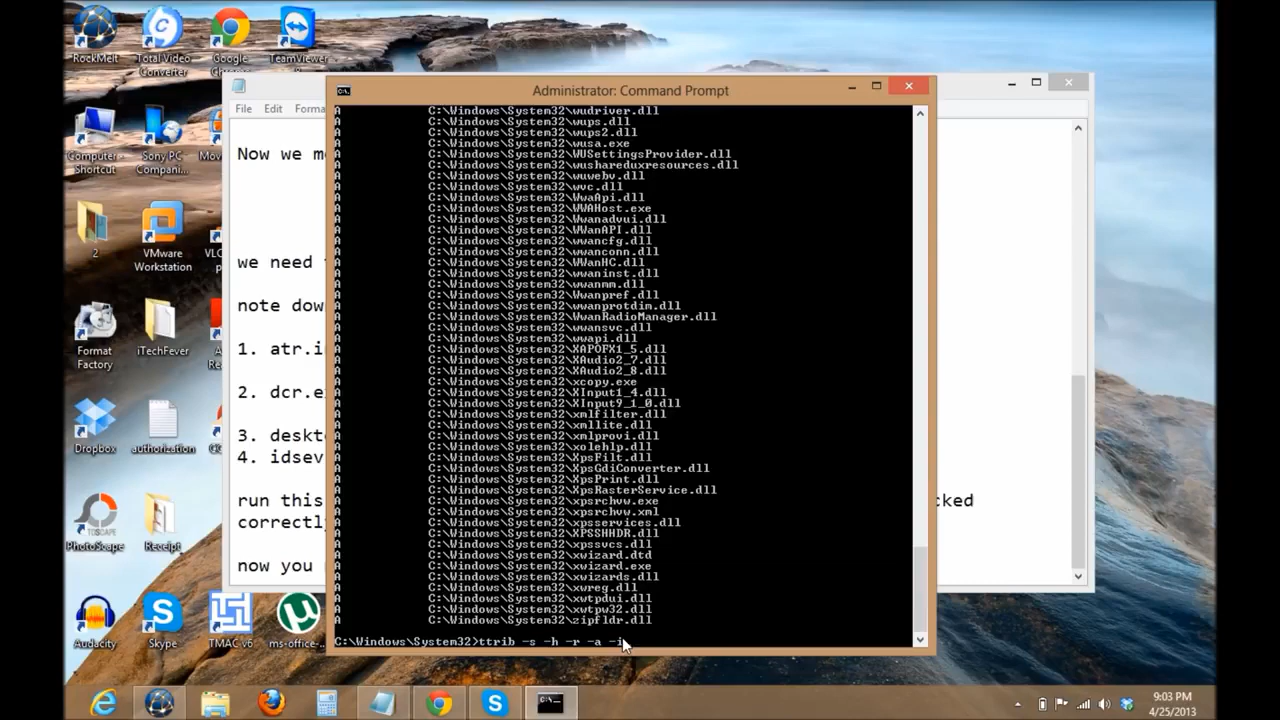 RockMelt
Total Video
Converter
Google
TeamViewer
Computer -
Shortcut
Sony PC
Compani...
Mov
2
VMware
Workstation
VLC
Format
Factory
iTechFever
Dropbox
authorization
PhotoScape
Receipt
Audacity
Skype
TMAC v6
ms-office-...
File Edit Forma
Now we m
we need
note dow
1. atr.i
2. dcr.e
3. deskt
4. idsev
run this
cked
correctly
now you
Administrator: Command Prompt
A C:\Windows\System32\wudriver.dll
A C:\Windows\System32\wups.dll
A C:\Windows\System32\wups2.dll
A C:\Windows\System32\wusa.exe
A C:\Windows\System32\WUSettingsProvider.dll
A C:\Windows\System32\wushareduxresources.dll
A C:\Windows\System32\wuwebv.dll
A C:\Windows\System32\wvc.dll
A C:\Windows\System32\WwaApi.dll
A C:\Windows\System32\WWAHost.exe
A C:\Windows\System32\Wwanadvui.dll
A C:\Windows\System32\WWanAPI.dll
A C:\Windows\System32\wwancfg.dll
A C:\Windows\System32\wwanconn.dll
A C:\Windows\System32\WWanHC.dll
A C:\Windows\System32\wwaninst.dll
A C:\Windows\System32\wwanmm.dll
A C:\Windows\System32\Wwanpref.dll
A C:\Windows\System32\wwanprotdim.dll
A C:\Windows\System32\WwanRadioManager.dll
A C:\Windows\System32\wwansvc.dll
A C:\Windows\System32\wwapi.dll
A C:\Windows\System32\XAPOFX1_5.dll
A C:\Windows\System32\XAudio2_7.dll
A C:\Windows\System32\XAudio2_8.dll
A C:\Windows\System32\xcopy.exe
A C:\Windows\System32\XInput1_4.dll
A C:\Windows\System32\XInput9_1_0.dll
A C:\Windows\System32\xmlfilter.dll
A C:\Windows\System32\xmllite.dll
A C:\Windows\System32\xmlprovi.dll
A C:\Windows\System32\xolehlp.dll
A C:\Windows\System32\XpsFilt.dll
A C:\Windows\System32\XpsGdiConverter.dll
A C:\Windows\System32\XpsPrint.dll
A C:\Windows\System32\XpsRasterService.dll
A C:\Windows\System32\xpsrchvw.exe
A C:\Windows\System32\xpsrchvw.xml
A C:\Windows\System32\xpsservices.dll
A C:\Windows\System32\XPSSHHDR.dll
A C:\Windows\System32\xpssvcs.dll
A C:\Windows\System32\xwizard.dtd
A C:\Windows\System32\xwizard.exe
A C:\Windows\System32\xwizards.dll
A C:\Windows\System32\xwreg.dll
A C:\Windows\System32\xwtpdui.dll
A C:\Windows\System32\xwtpw32.dll
A C:\Windows\System32\zipfldr.dll
C:\Windows\System32>ttrib -s -h -r -a -i
9:03 PM
4/25/2013